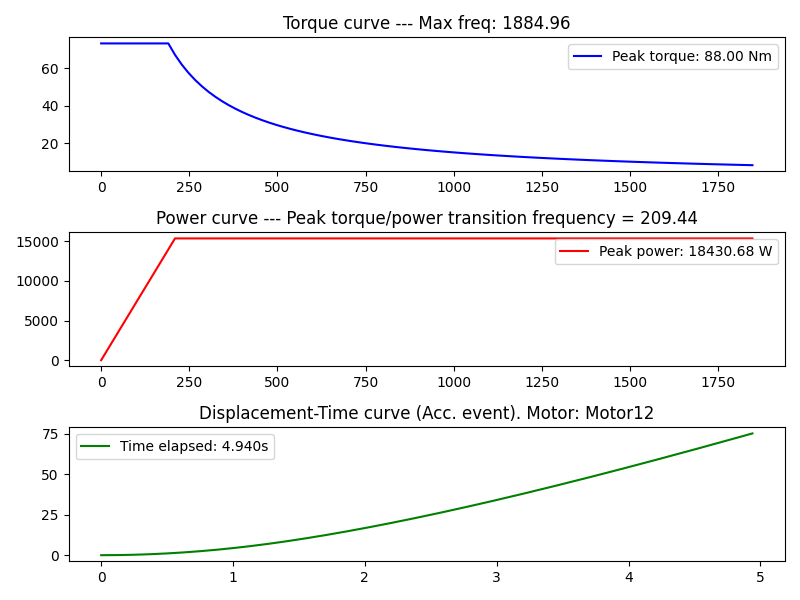 Torque curve --- Max freq: 1884.96
Peak torque: 88.00 Nm
60
40
20
0 250 500 750 1000 1250 1500 1750
Power curve --- Peak torque/power transition frequency = 209.44
15000
Peak power: 18430.68 W
10000
5000
0
0 250 500 750 1000 1250 1500 1750
Displacement-Time curve (Acc. event). Motor: Motor12
75
Time elapsed: 4.940s
50
25
0
0 1 2 3 4 5